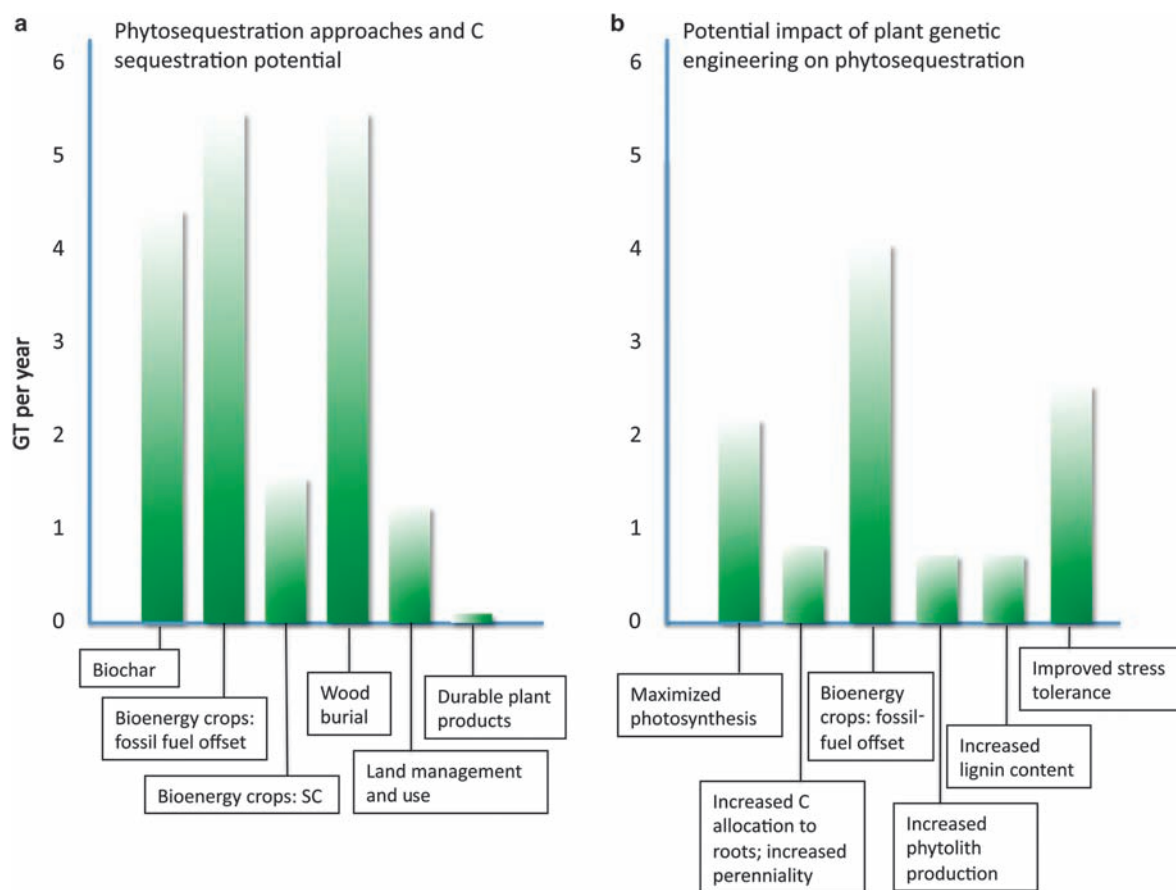 a
Phytosequestration approaches and C
sequestration potential
GT per year
6
5
4
3
2
1
0
Biochar
Bioenergy crops:
fossil fuel offset
Bioenergy crops: SC
Wood
burial
Land management
and use
Durable plant
products
b
Potential impact of plant genetic
engineering on phytosequestration
6
5
4
3
2
1
0
Maximized
photosynthesis
Increased C
allocation to
roots; increased
perenniality
Bioenergy
crops: fossil-
fuel offset
Increased
phytolith
production
Increased
lignin content
Improved stress
tolerance